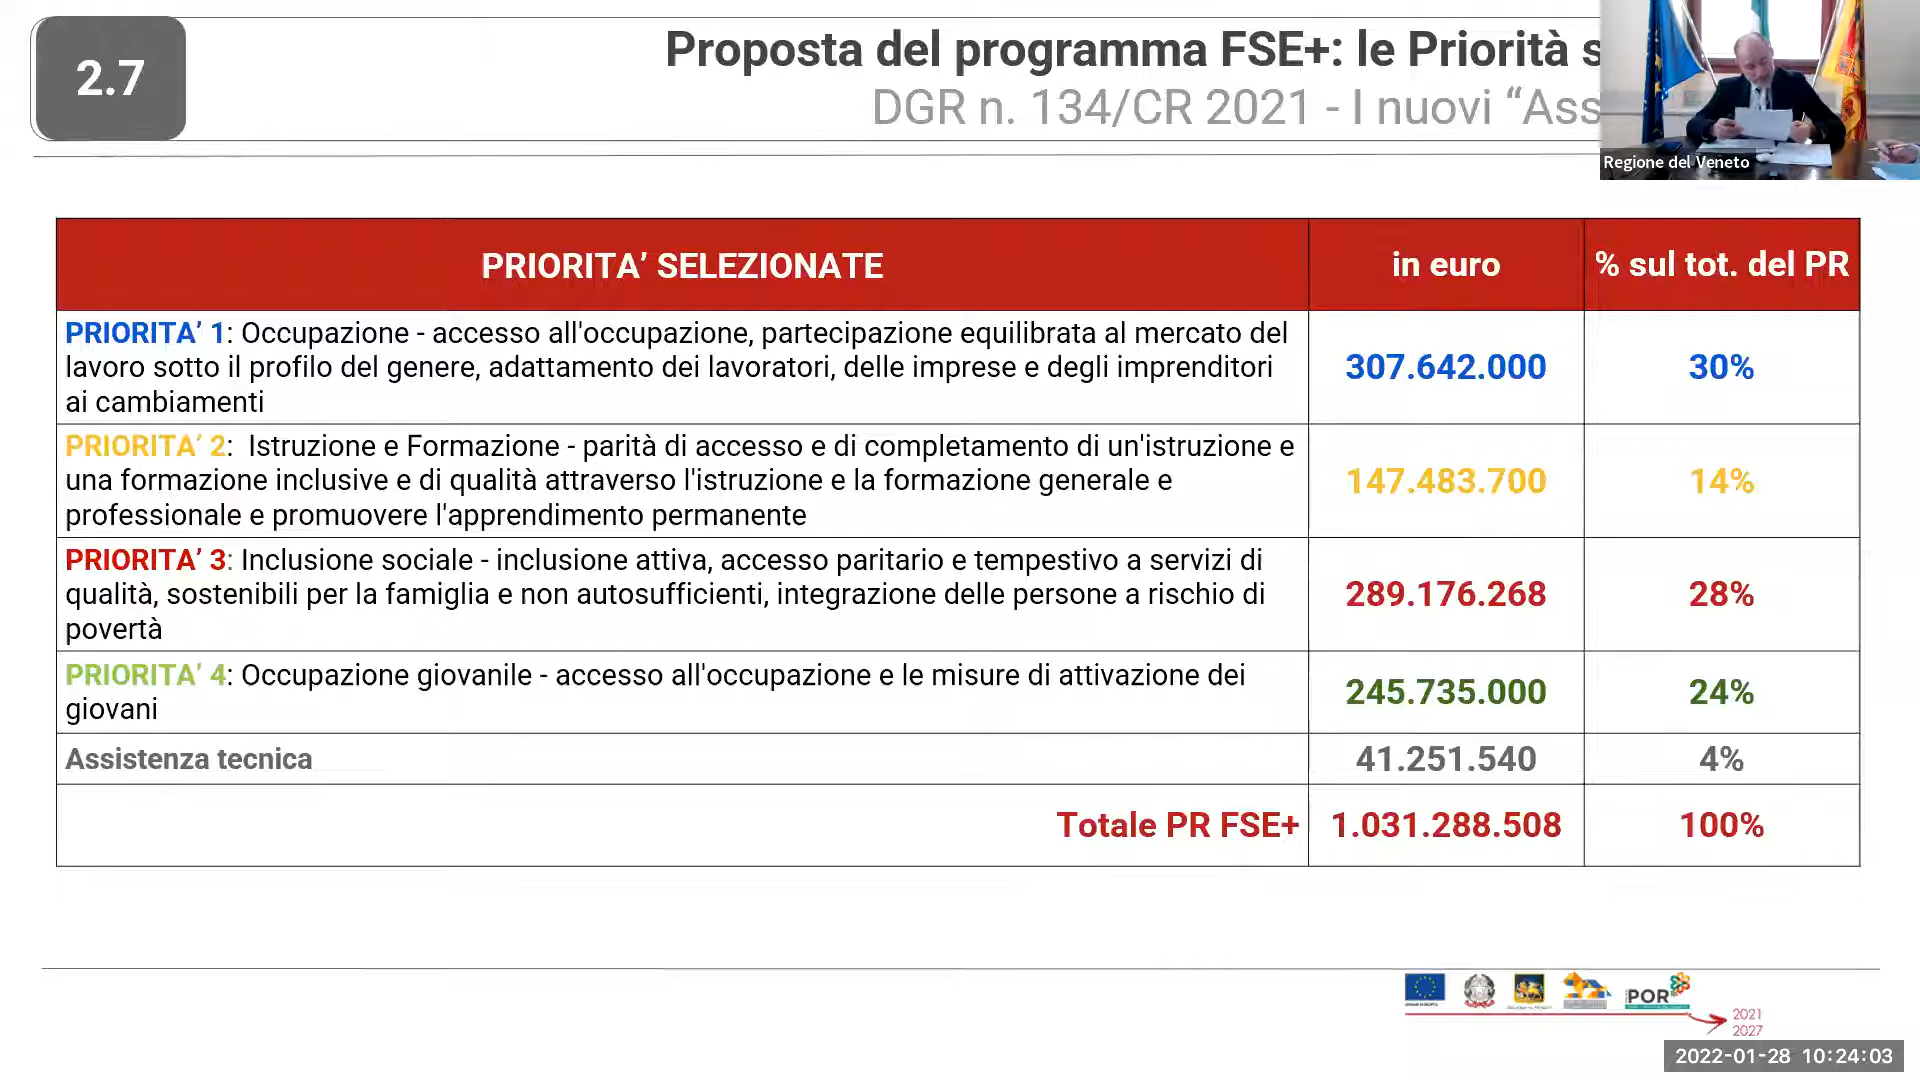 2.7
Proposta del programma FSE+: le Priorità s
DGR n. 134/CR 2021 - I nuovi “Ass
Regione del Veneto
PRIORITA’ SELEZIONATE
in euro
% sul tot. del PR
PRIORITA’ 1: Occupazione - accesso all'occupazione, partecipazione equilibrata al mercato del
lavoro sotto il profilo del genere, adattamento dei lavoratori, delle imprese e degli imprenditori
ai cambiamenti
307.642.000
30%
PRIORITA’ 2: Istruzione e Formazione - parità di accesso e di completamento di un'istruzione e
una formazione inclusive e di qualità attraverso l'istruzione e la formazione generale e
professionale e promuovere l'apprendimento permanente
147.483.700
14%
PRIORITA’ 3: Inclusione sociale - inclusione attiva, accesso paritario e tempestivo a servizi di
qualità, sostenibili per la famiglia e non autosufficienti, integrazione delle persone a rischio di
povertà
289.176.268
28%
PRIORITA’ 4: Occupazione giovanile - accesso all'occupazione e le misure di attivazione dei
giovani
245.735.000
24%
Assistenza tecnica
41.251.540
4%
Totale PR FSE+
1.031.288.508
100%
POR
2021
2027
2022-01-28 10:24:03